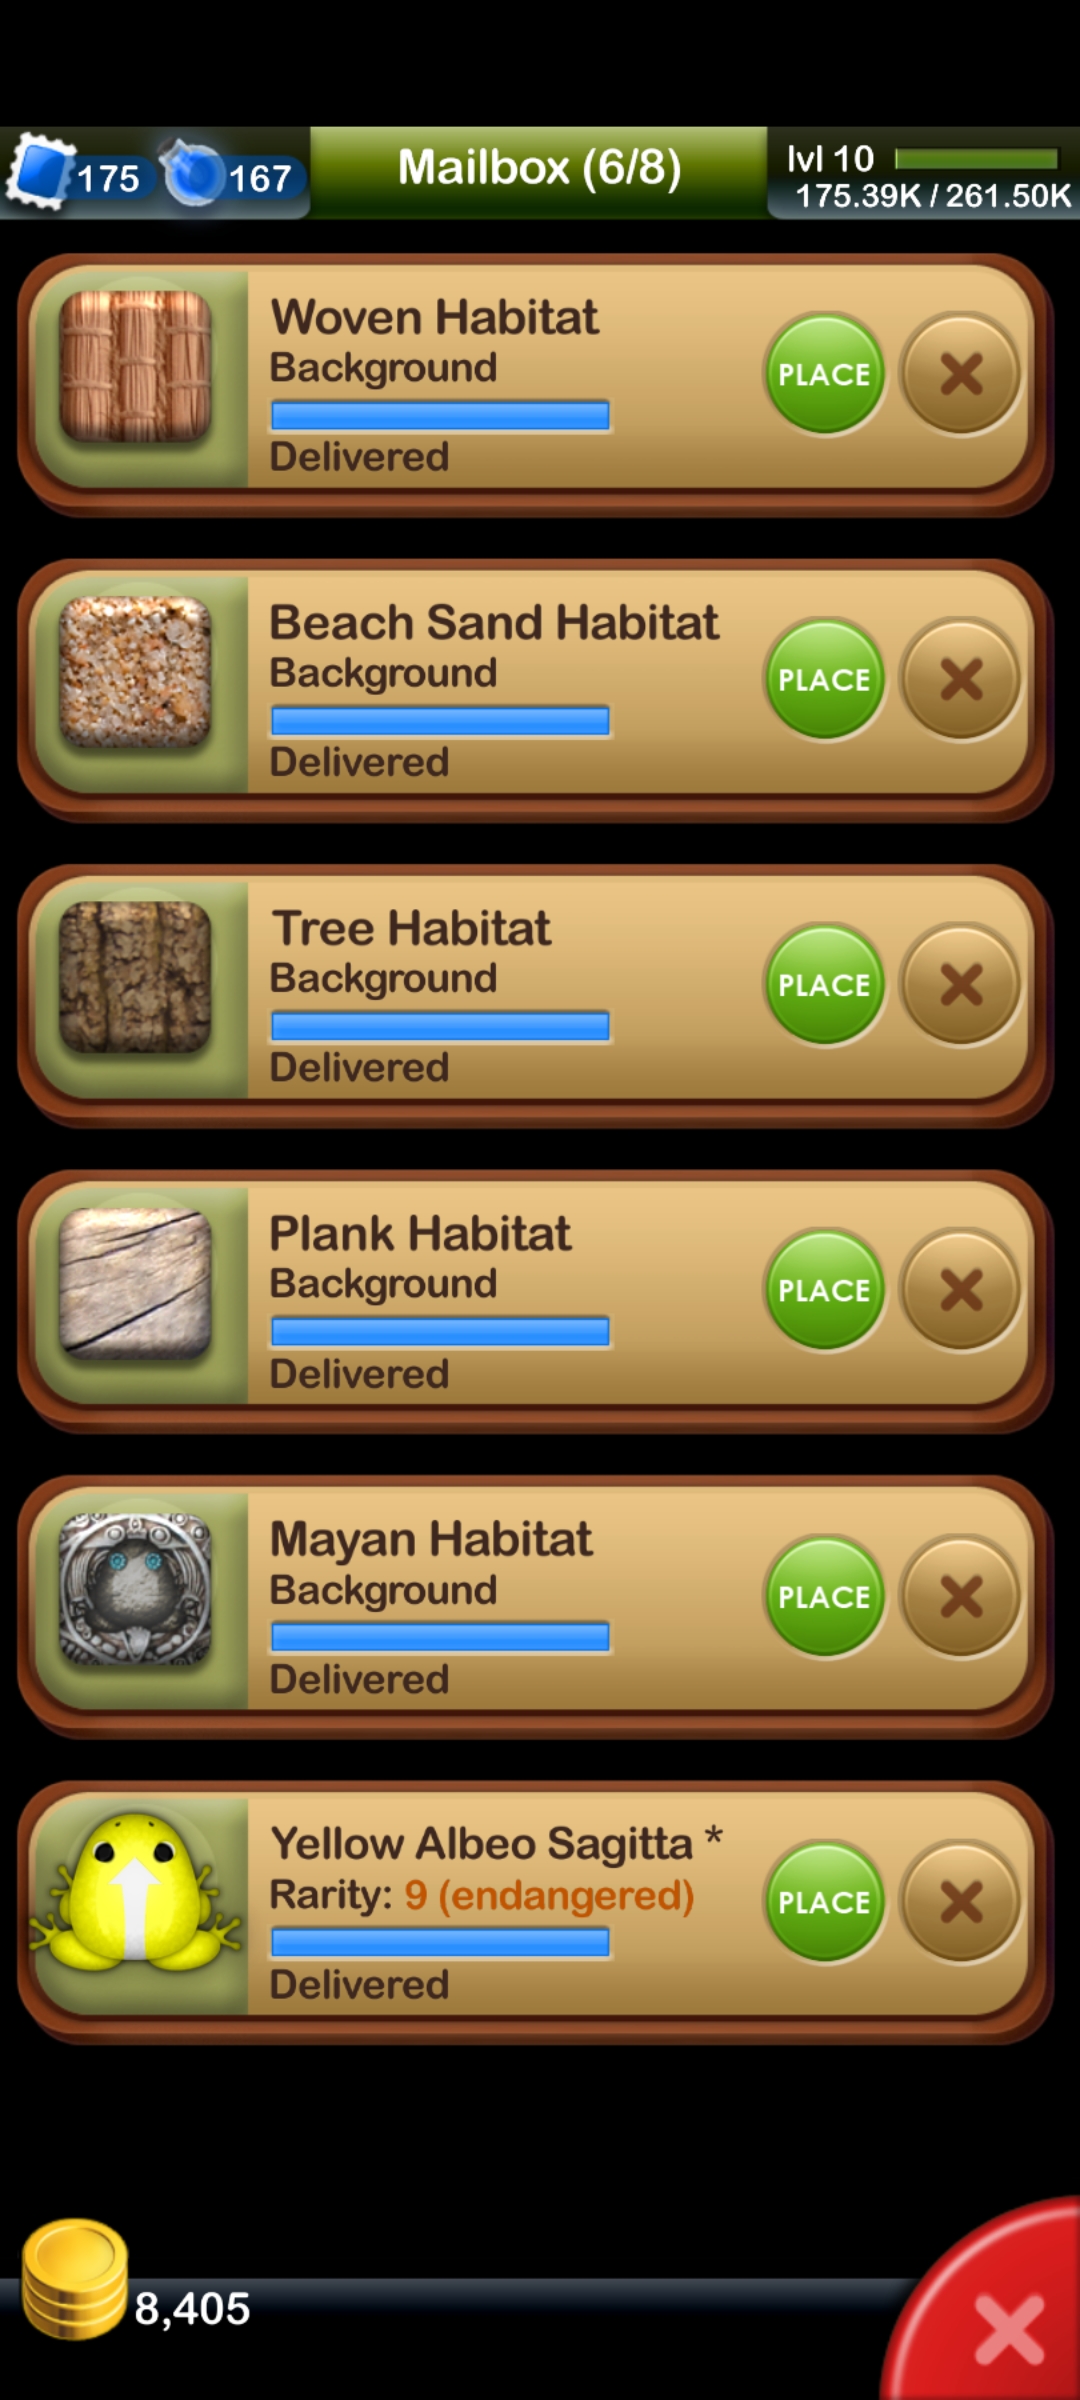 175 167 Mailbox (6/8) lvl 10
175.39K / 261.50K
Woven Habitat
Background
Delivered
PLACE
Beach Sand Habitat
Background
Delivered
PLACE
Tree Habitat
Background
Delivered
PLACE
Plank Habitat
Background
Delivered
PLACE
Mayan Habitat
Background
Delivered
PLACE
Yellow Albeo Sagitta *
Rarity: 9 (endangered)
Delivered
PLACE
8,405